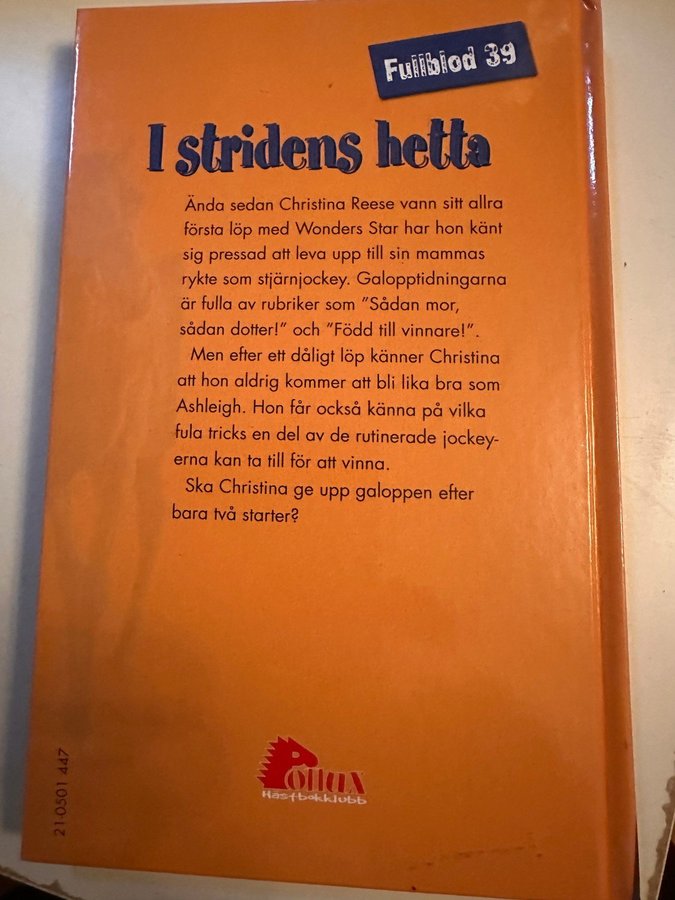 Fullblod 39
I stridens hetta
Ända sedan Christina Reese vann sitt allra
första löp med Wonders Star har hon känt
sig pressad att leva upp till sin mammas
rykte som stjärnjockey. Galopptidningarna
är fulla av rubriker som ”Sådan mor,
sådan dotter!” och ”Född till vinnare!”.
Men efter ett dåligt löp känner Christina
att hon aldrig kommer att bli lika bra som
Ashleigh. Hon får också känna på vilka
fula tricks en del av de rutinerade jockey-
erna kan ta till för att vinna.
Ska Christina ge upp galoppen efter
bara två starter?
Pollux
Hästbokklubb
21-0501 447